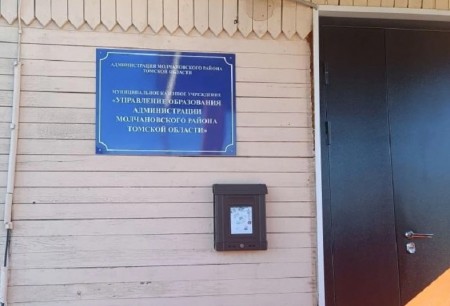 АДМИНИСТРАЦИЯ МОЛЧАНОВСКОГО РАЙОНА
ТОМСКОЙ ОБЛАСТИ
МУНИЦИПАЛЬНОЕ КАЗЕННОЕ УЧРЕЖДЕНИЕ
«УПРАВЛЕНИЕ ОБРАЗОВАНИЯ
АДМИНИСТРАЦИИ
МОЛЧАНОВСКОГО РАЙОНА
ТОМСКОЙ ОБЛАСТИ»